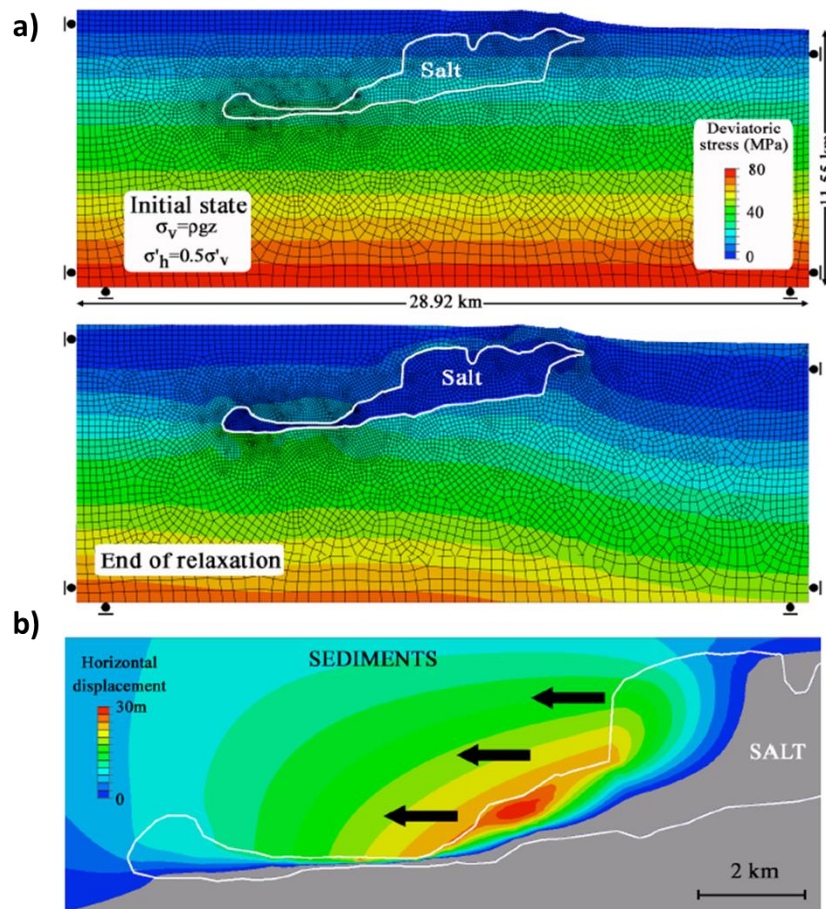 a)
Salt
Deviatoric
stress (MPa)
80
40
0
Initial state
σv=ρgz
σ'h=0.5σ'v
28.92 km
Salt
End of relaxation
b)
SEDIMENTS
Horizontal
displacement
30m
0
SALT
2 km